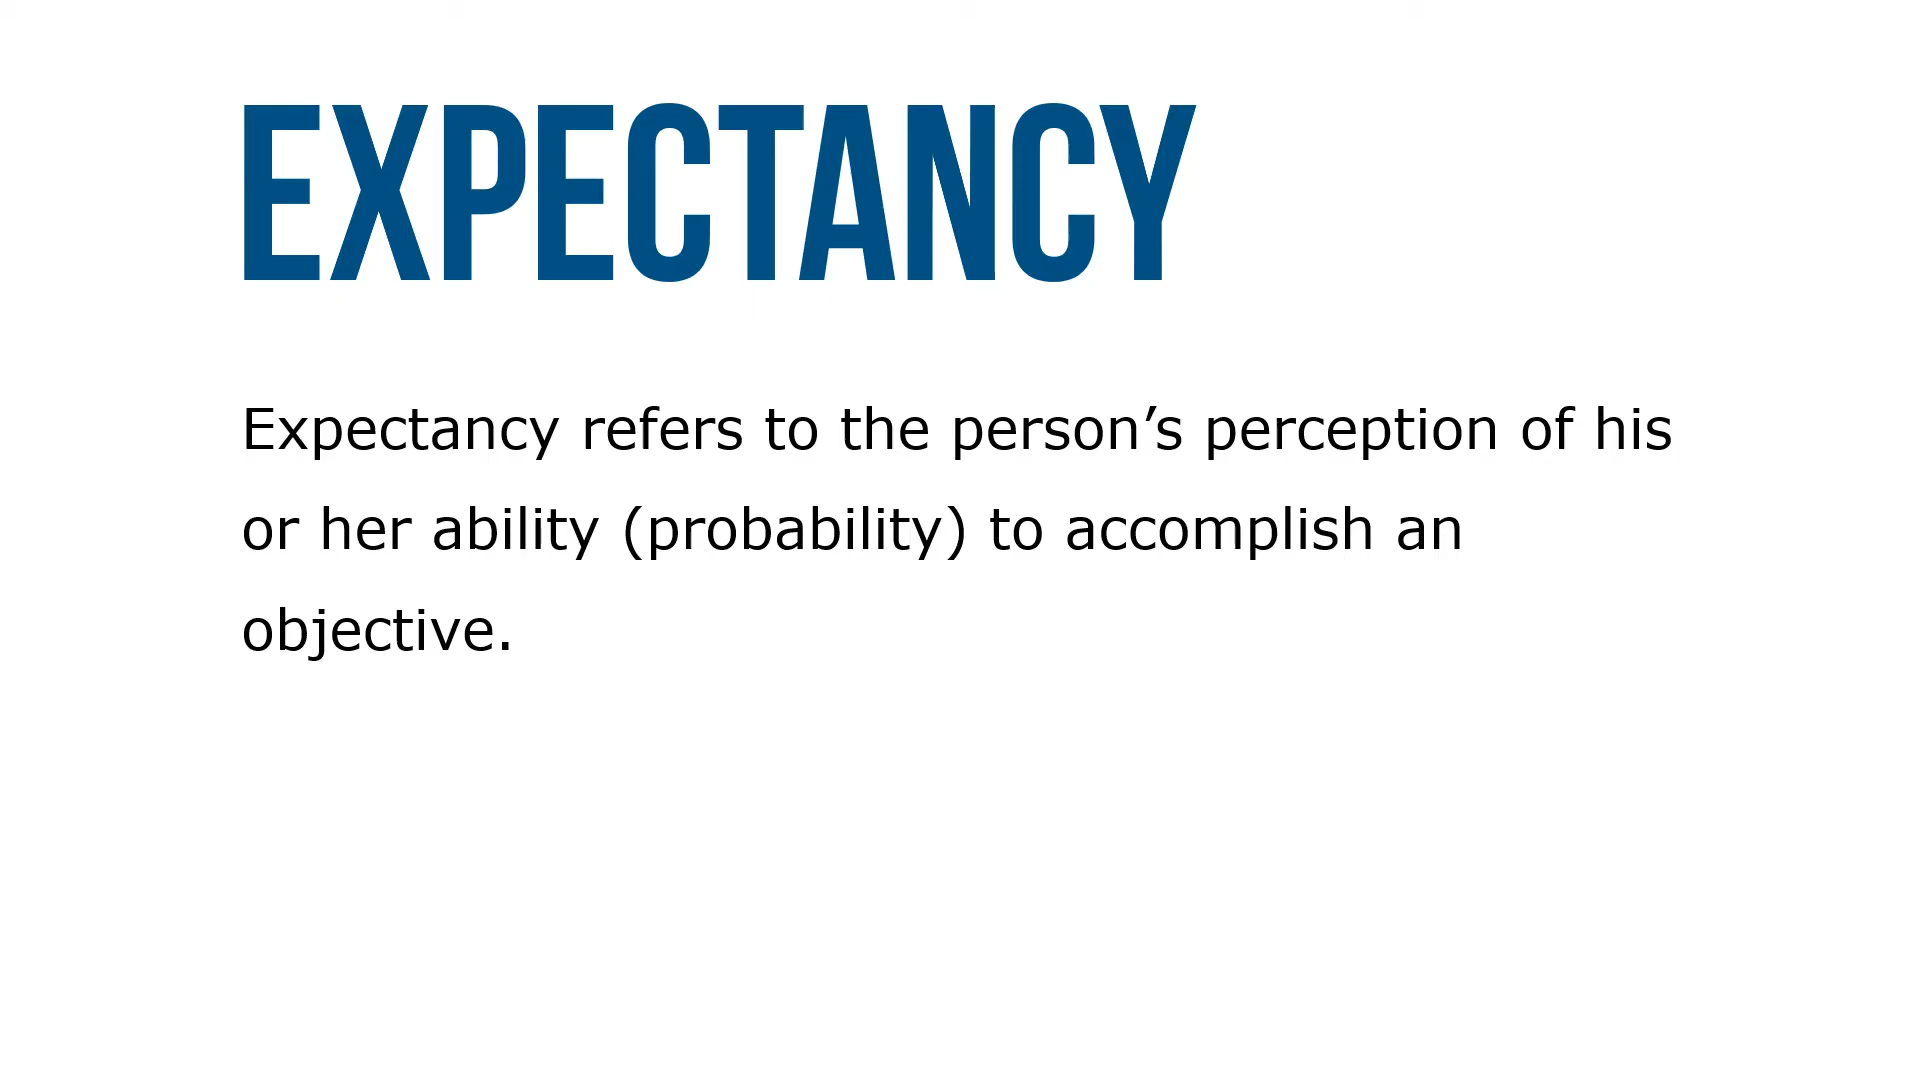 EXPECTANCY
Expectancy refers to the person’s perception of his
or her ability (probability) to accomplish an
objective.